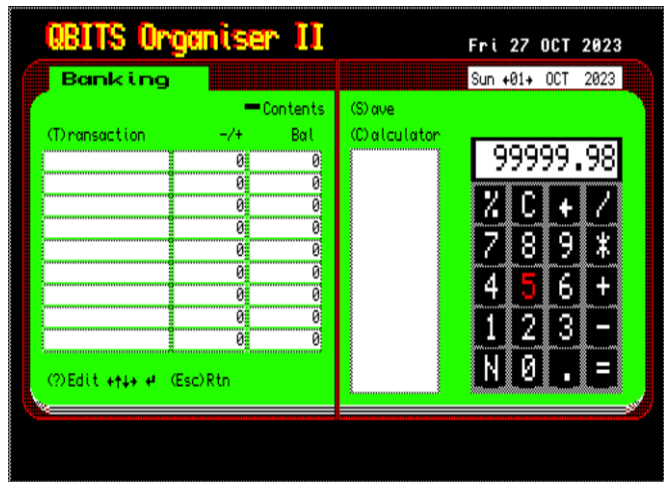 QBITS Organiser II
Fri 27 OCT 2023
Banking
Sun ←01→ OCT 2023
Contents
(S)ave
(T)ransaction -/+ Bal
(C)alculator
99999.98
0 0
0 0
0 0
0 0
0 0
0 0
0 0
0 0
0 0
% C ← /
7 8 9 *
4 5 6 +
1 2 3 -
N 0 . =
(?)Edit ←↑↓→ ↵ (Esc)Rtn